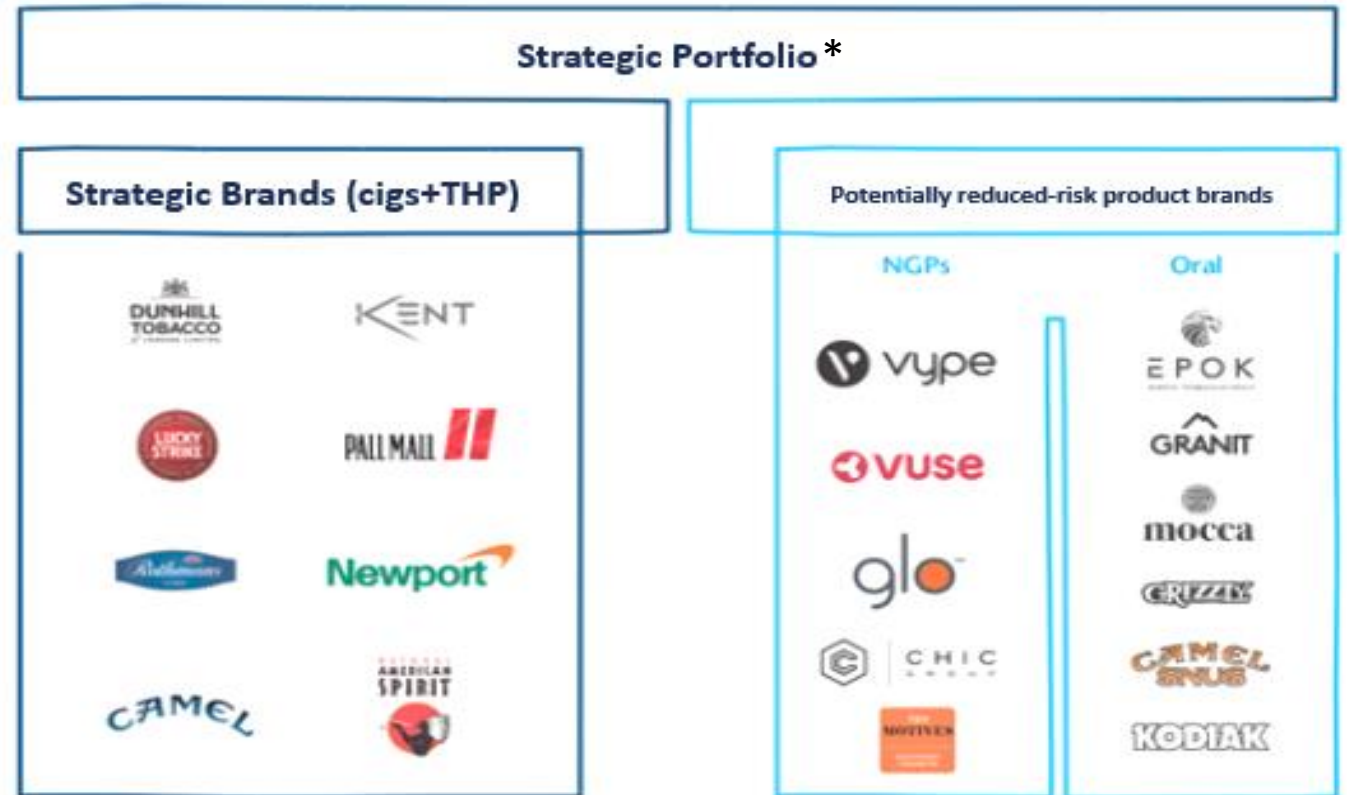 Strategic Portfolio*
Strategic Brands (cigs+THP)
DUNHILL
TOBACCO
KENT
LUCKY
STRIKE
PALL MALL
Rothmans
Newport
CAMEL
AMERICAN
SPIRIT
Potentially reduced-risk product brands
NGPs
vype
vuse
glo
C CHIC
MOTIVES
Oral
EPOK
GRANIT
mocca
GRIZZLY
CAMEL
SNUS
KODIAK